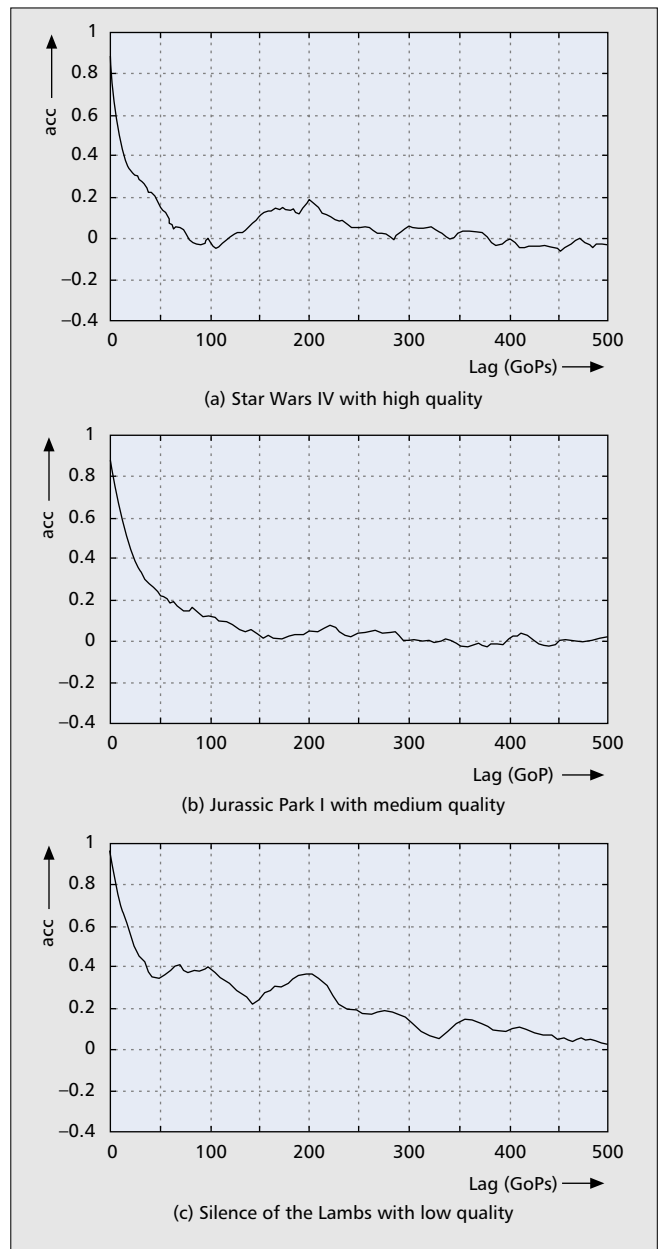 1
0.8
0.6
0.4
0.2
0
–0.2
–0.4
acc
0 100 200 300 400 500
Lag (GoPs)
(a) Star Wars IV with high quality
1
0.8
0.6
0.4
0.2
0
–0.2
–0.4
acc
0 100 200 300 400 500
Lag (GoP)
(b) Jurassic Park I with medium quality
1
0.8
0.6
0.4
0.2
0
–0.2
–0.4
acc
0 100 200 300 400 500
Lag (GoPs)
(c) Silence of the Lambs with low quality